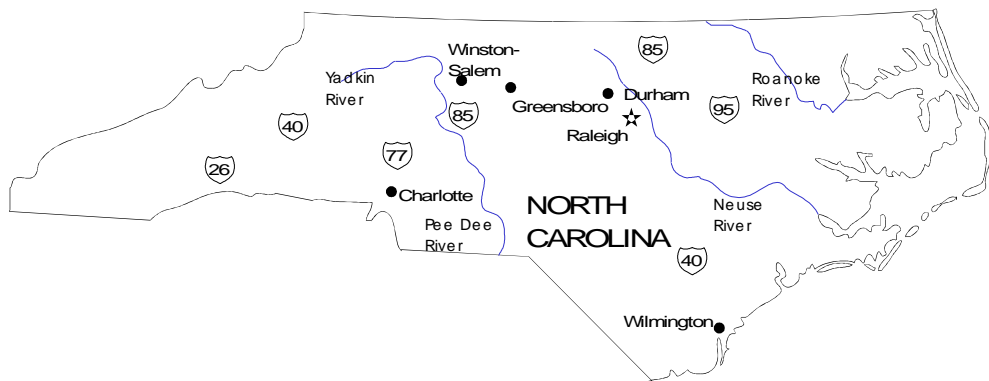 85
Winston-
Salem
Yadkin
River
Roanoke
River
Durham
Greensboro
95
85
40
Raleigh
77
26
Charlotte
NORTH
CAROLINA
Neuse
River
Pee Dee
River
40
Wilmington